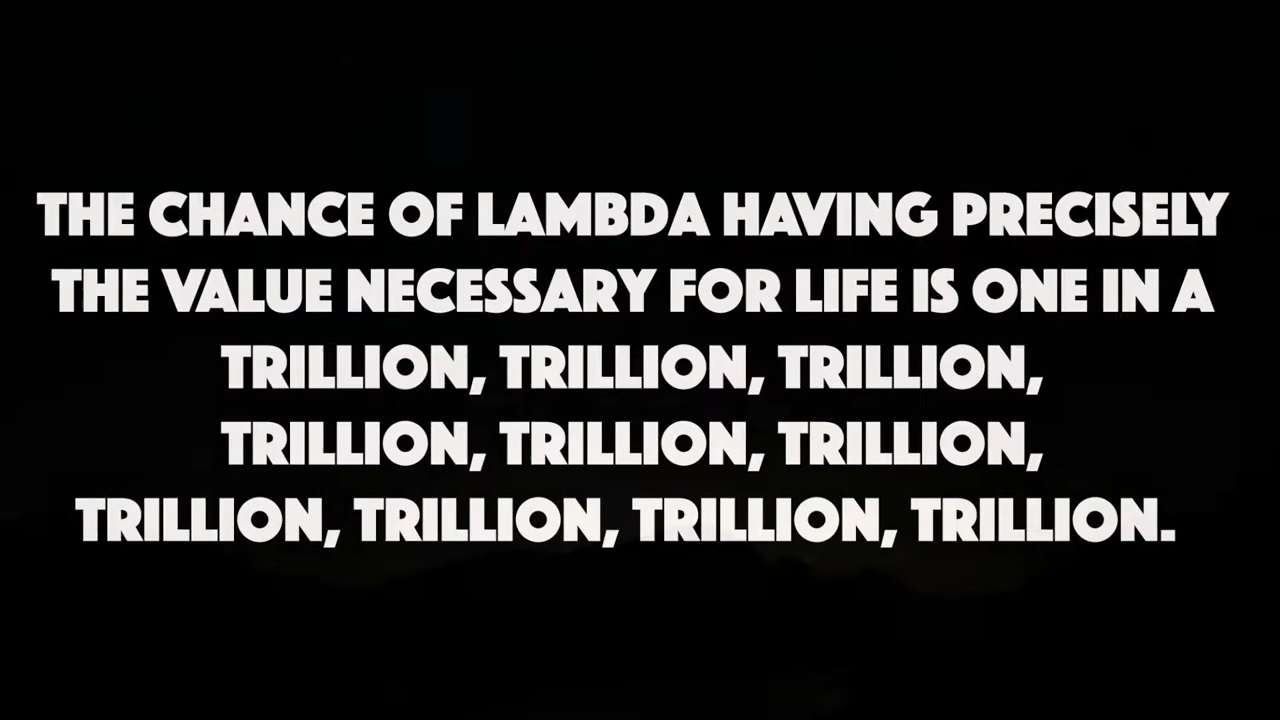 THE CHANCE OF LAMBDA HAVING PRECISELY
THE VALUE NECESSARY FOR LIFE IS ONE IN A
TRILLION, TRILLION, TRILLION,
TRILLION, TRILLION, TRILLION,
TRILLION, TRILLION, TRILLION, TRILLION.